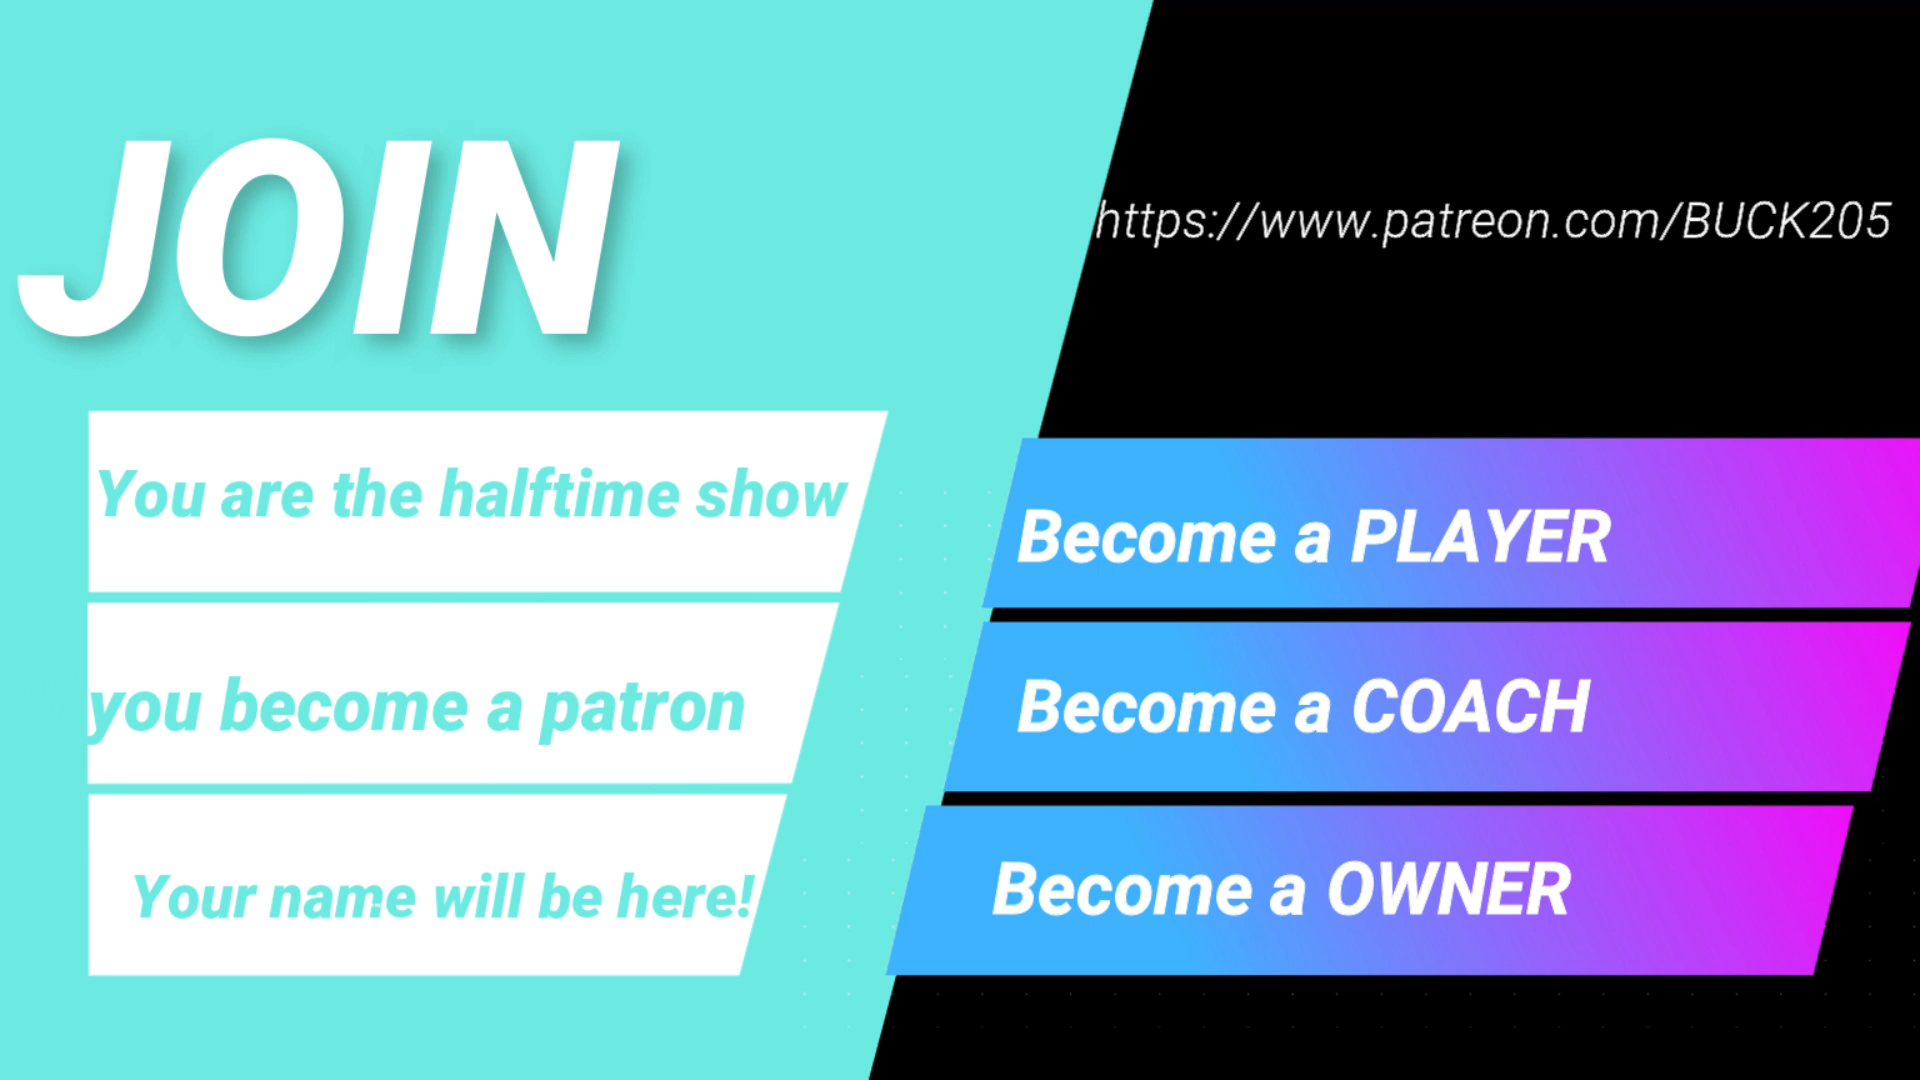 JOIN
You are the halftime show
you become a patron
Your name will be here!
https://www.patreon.com/BUCK205
Become a PLAYER
Become a COACH
Become a OWNER